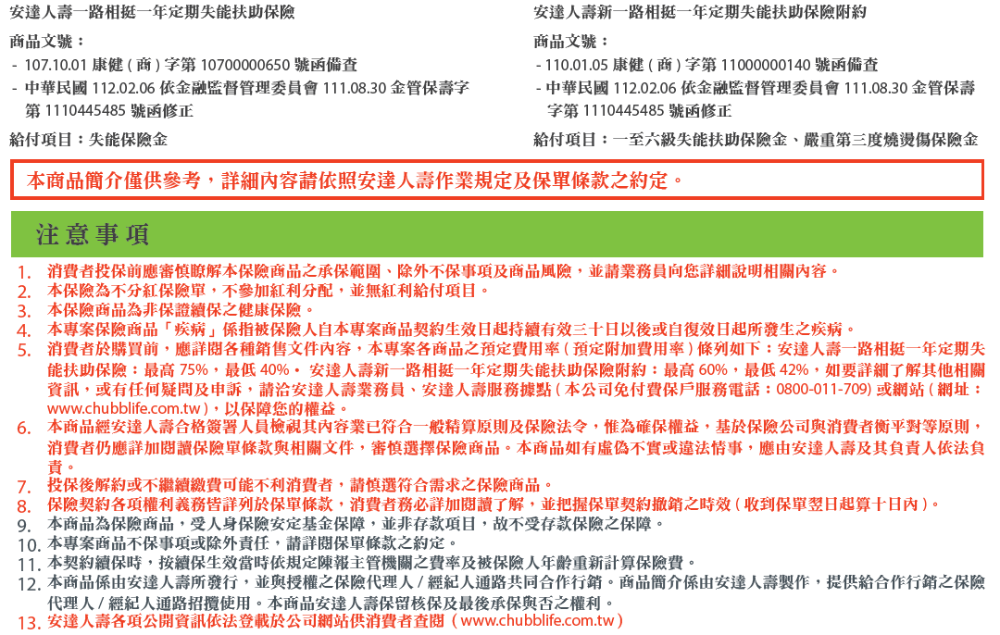 安達人壽一路相挺一年定期失能扶助保險
商品文號：
- 107.10.01 康健 ( 商 ) 字第 10700000650 號函備查
- 中華民國 112.02.06 依金融監督管理委員會 111.08.30 金管保壽字
第 1110445485 號函修正
給付項目：失能保險金
安達人壽新一路相挺一年定期失能扶助保險附約
商品文號：
- 110.01.05 康健 ( 商 ) 字第 11000000140 號函備查
- 中華民國 112.02.06 依金融監督管理委員會 111.08.30 金管保壽
字第 1110445485 號函修正
給付項目：一至六級失能扶助保險金、嚴重第三度燒燙傷保險金
本商品簡介僅供參考，詳細內容請依照安達人壽作業規定及保單條款之約定。
注意事項
1. 消費者投保前應審慎瞭解本保險商品之承保範圍、除外不保事項及商品風險，並請業務員向您詳細說明相關內容。
2. 本保險為不分紅保險單，不參加紅利分配，並無紅利給付項目。
3. 本保險商品為非保證續保之健康保險。
4. 本專案保險商品「疾病」係指被保險人自本專案商品契約生效日起持續有效三十日以後或自復效日起所發生之疾病。
5. 消費者於購買前，應詳閱各種銷售文件內容，本專案各商品之預定費用率 ( 預定附加費用率 ) 條列如下：安達人壽一路相挺一年定期失
能扶助保險：最高 75%，最低 40%。安達人壽新一路相挺一年定期失能扶助保險附約：最高 60%，最低 42%，如要詳細了解其他相關
資訊，或有任何疑問及申訴，請洽安達人壽業務員、安達人壽服務據點 ( 本公司免付費保戶服務電話：0800-011-709) 或網站 ( 網址：
www.chubblife.com.tw )，以保障您的權益。
6. 本商品經安達人壽合格簽署人員檢視其內容業已符合一般精算原則及保險法令，惟為確保權益，基於保險公司與消費者衡平對等原則，
消費者仍應詳加閱讀保險單條款與相關文件，審慎選擇保險商品。本商品如有虛偽不實或違法情事，應由安達人壽及其負責人依法負
責。
7. 投保後解約或不繼續繳費可能不利消費者，請慎選符合需求之保險商品。
8. 保險契約各項權利義務皆詳列於保單條款，消費者務必詳加閱讀了解，並把握保單契約撤銷之時效 ( 收到保單翌日起算十日內 )。
9. 本商品為保險商品，受人身保險安定基金保障，並非存款項目，故不受存款保險之保障。
10. 本專案商品不保事項或除外責任，請詳閱保單條款之約定。
11. 本契約續保時，按續保生效當時依規定陳報主管機關之費率及被保險人年齡重新計算保險費。
12. 本商品係由安達人壽所發行，並與授權之保險代理人 / 經紀人通路共同合作行銷。商品簡介係由安達人壽製作，提供給合作行銷之保險
代理人 / 經紀人通路招攬使用。本商品安達人壽保留核保及最後承保與否之權利。
13. 安達人壽各項公開資訊依法登載於公司網站供消費者查閱 ( www.chubblife.com.tw )